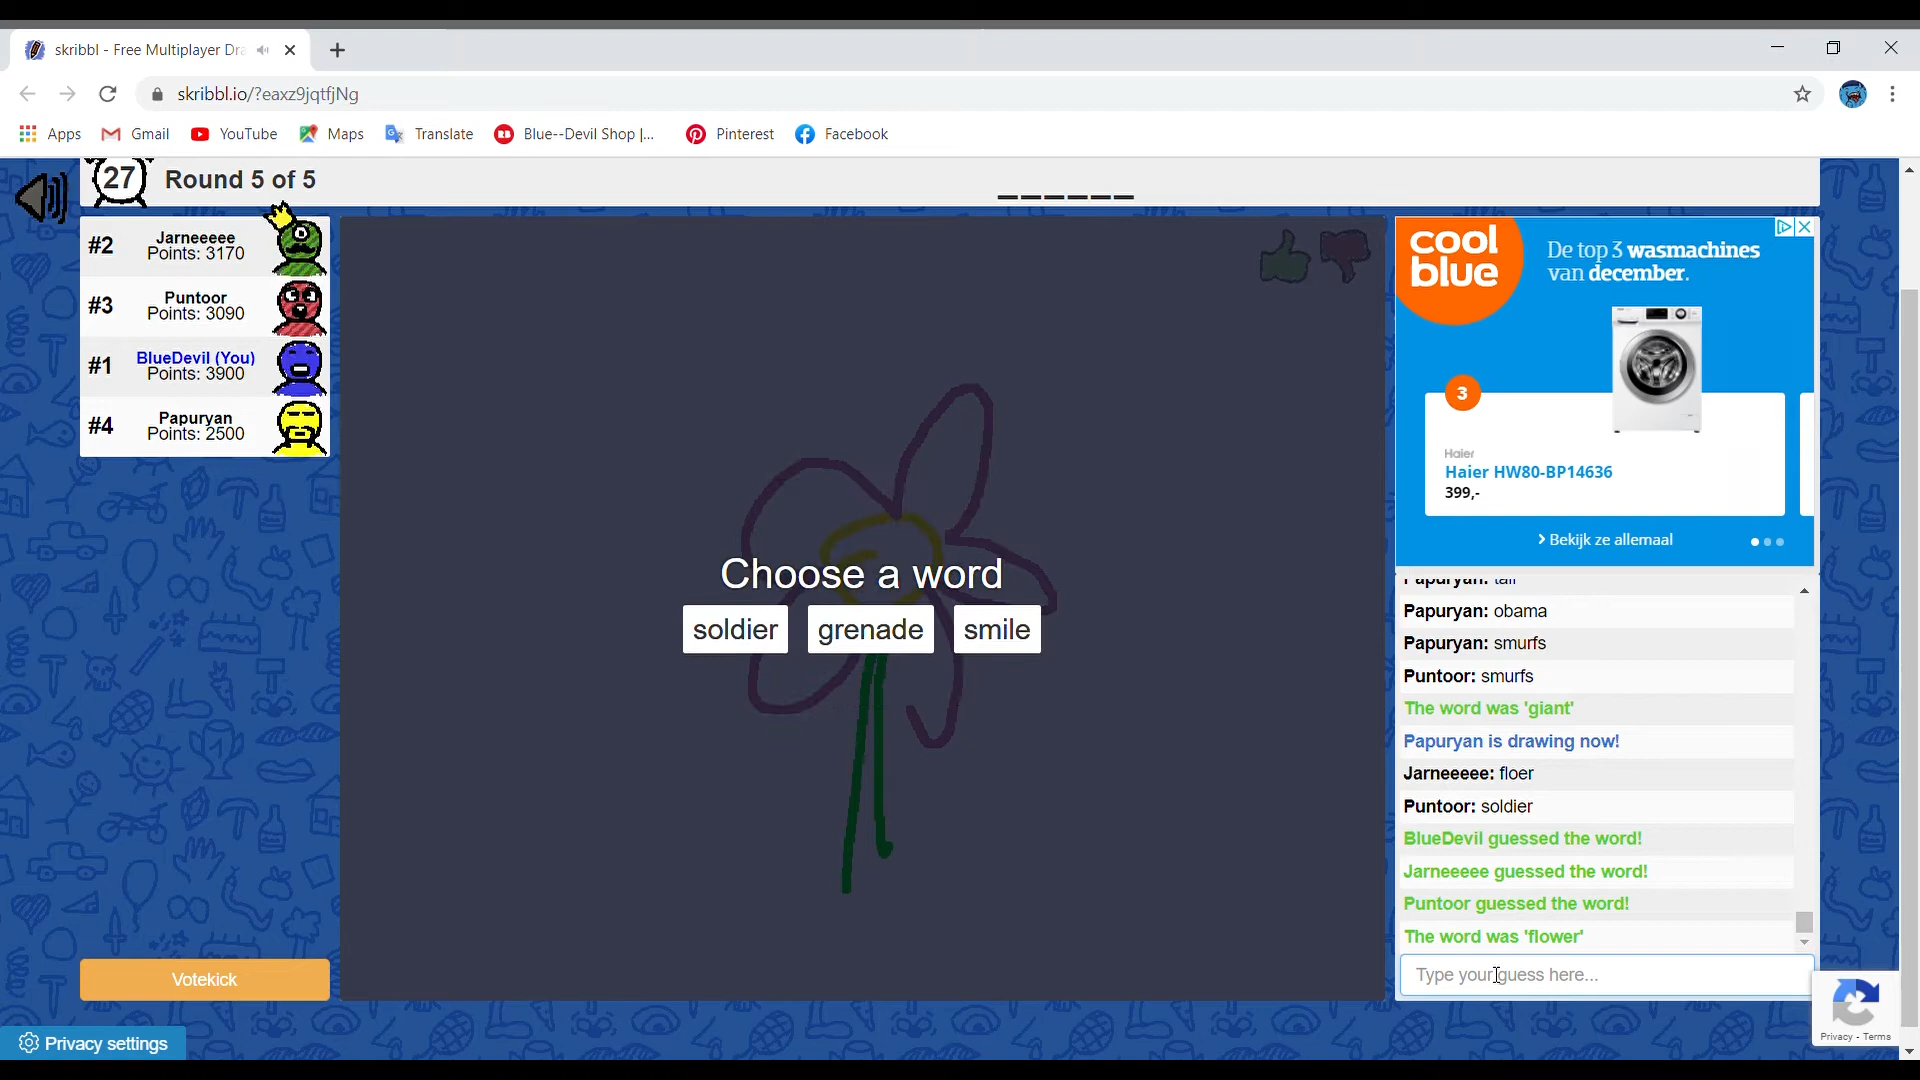 skribbl - Free Multiplayer Dra
skribbl.io/?eaxz9jqtfjNg
Apps Gmail YouTube Maps Translate Blue--Devil Shop |... Pinterest Facebook
27 Round 5 of 5
_ _ _ _ _ _
#2 Jarneeeee
Points: 3170
#3 Puntoor
Points: 3090
#1 BlueDevil (You)
Points: 3900
#4 Papuryan
Points: 2500
Votekick
Privacy settings
Choose a word
soldier grenade smile
cool
blue
De top 3 wasmachines
van december.
3
Haier
Haier HW80-BP14636
399,-
> Bekijk ze allemaal
Papuryan: tall
Papuryan: obama
Papuryan: smurfs
Puntoor: smurfs
The word was 'giant'
Papuryan is drawing now!
Jarneeeee: floer
Puntoor: soldier
BlueDevil guessed the word!
Jarneeeee guessed the word!
Puntoor guessed the word!
The word was 'flower'
Type your guess here...
Privacy - Terms